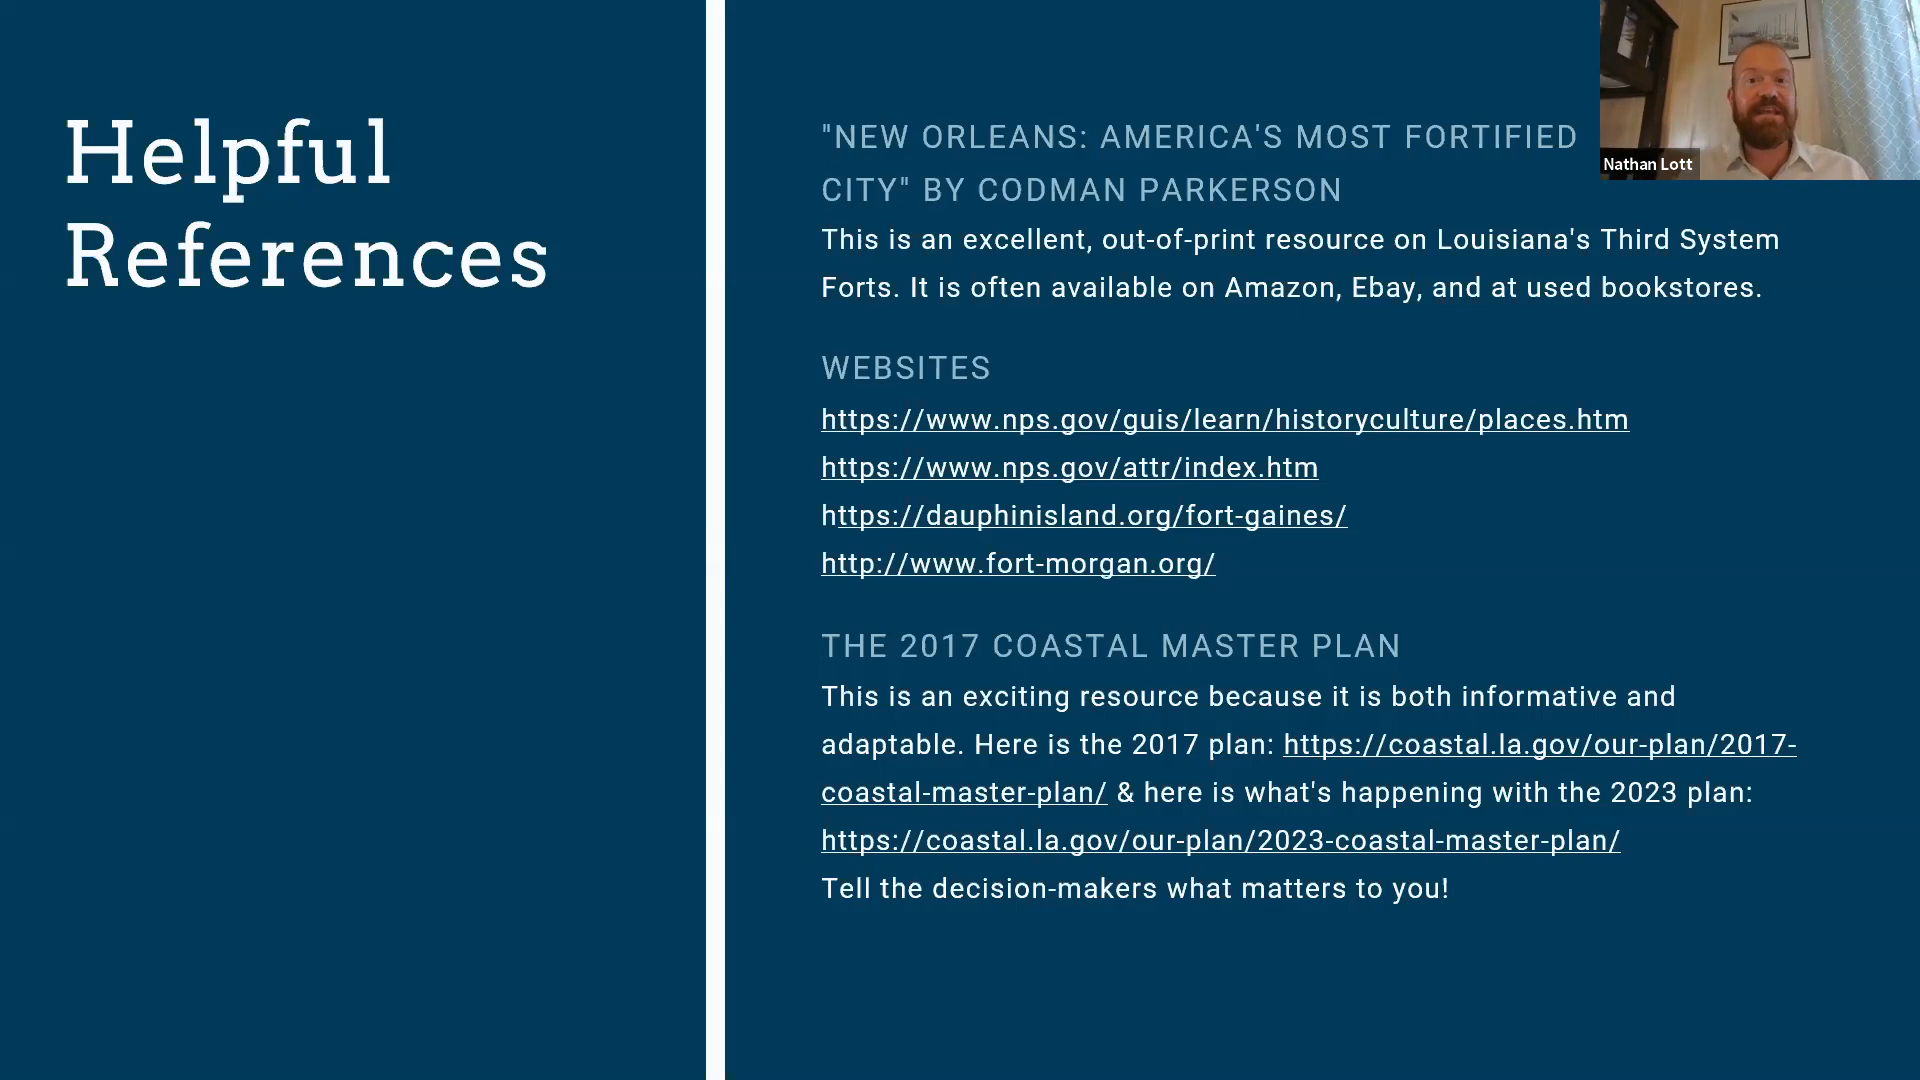 Helpful
References
"NEW ORLEANS: AMERICA'S MOST FORTIFIED
CITY" BY CODMAN PARKERSON
This is an excellent, out-of-print resource on Louisiana's Third System
Forts. It is often available on Amazon, Ebay, and at used bookstores.
WEBSITES
https://www.nps.gov/guis/learn/historyculture/places.htm
https://www.nps.gov/attr/index.htm
https://dauphinisland.org/fort-gaines/
http://www.fort-morgan.org/
THE 2017 COASTAL MASTER PLAN
This is an exciting resource because it is both informative and
adaptable. Here is the 2017 plan: https://coastal.la.gov/our-plan/2017-
coastal-master-plan/ & here is what's happening with the 2023 plan:
https://coastal.la.gov/our-plan/2023-coastal-master-plan/
Tell the decision-makers what matters to you!
Nathan Lott